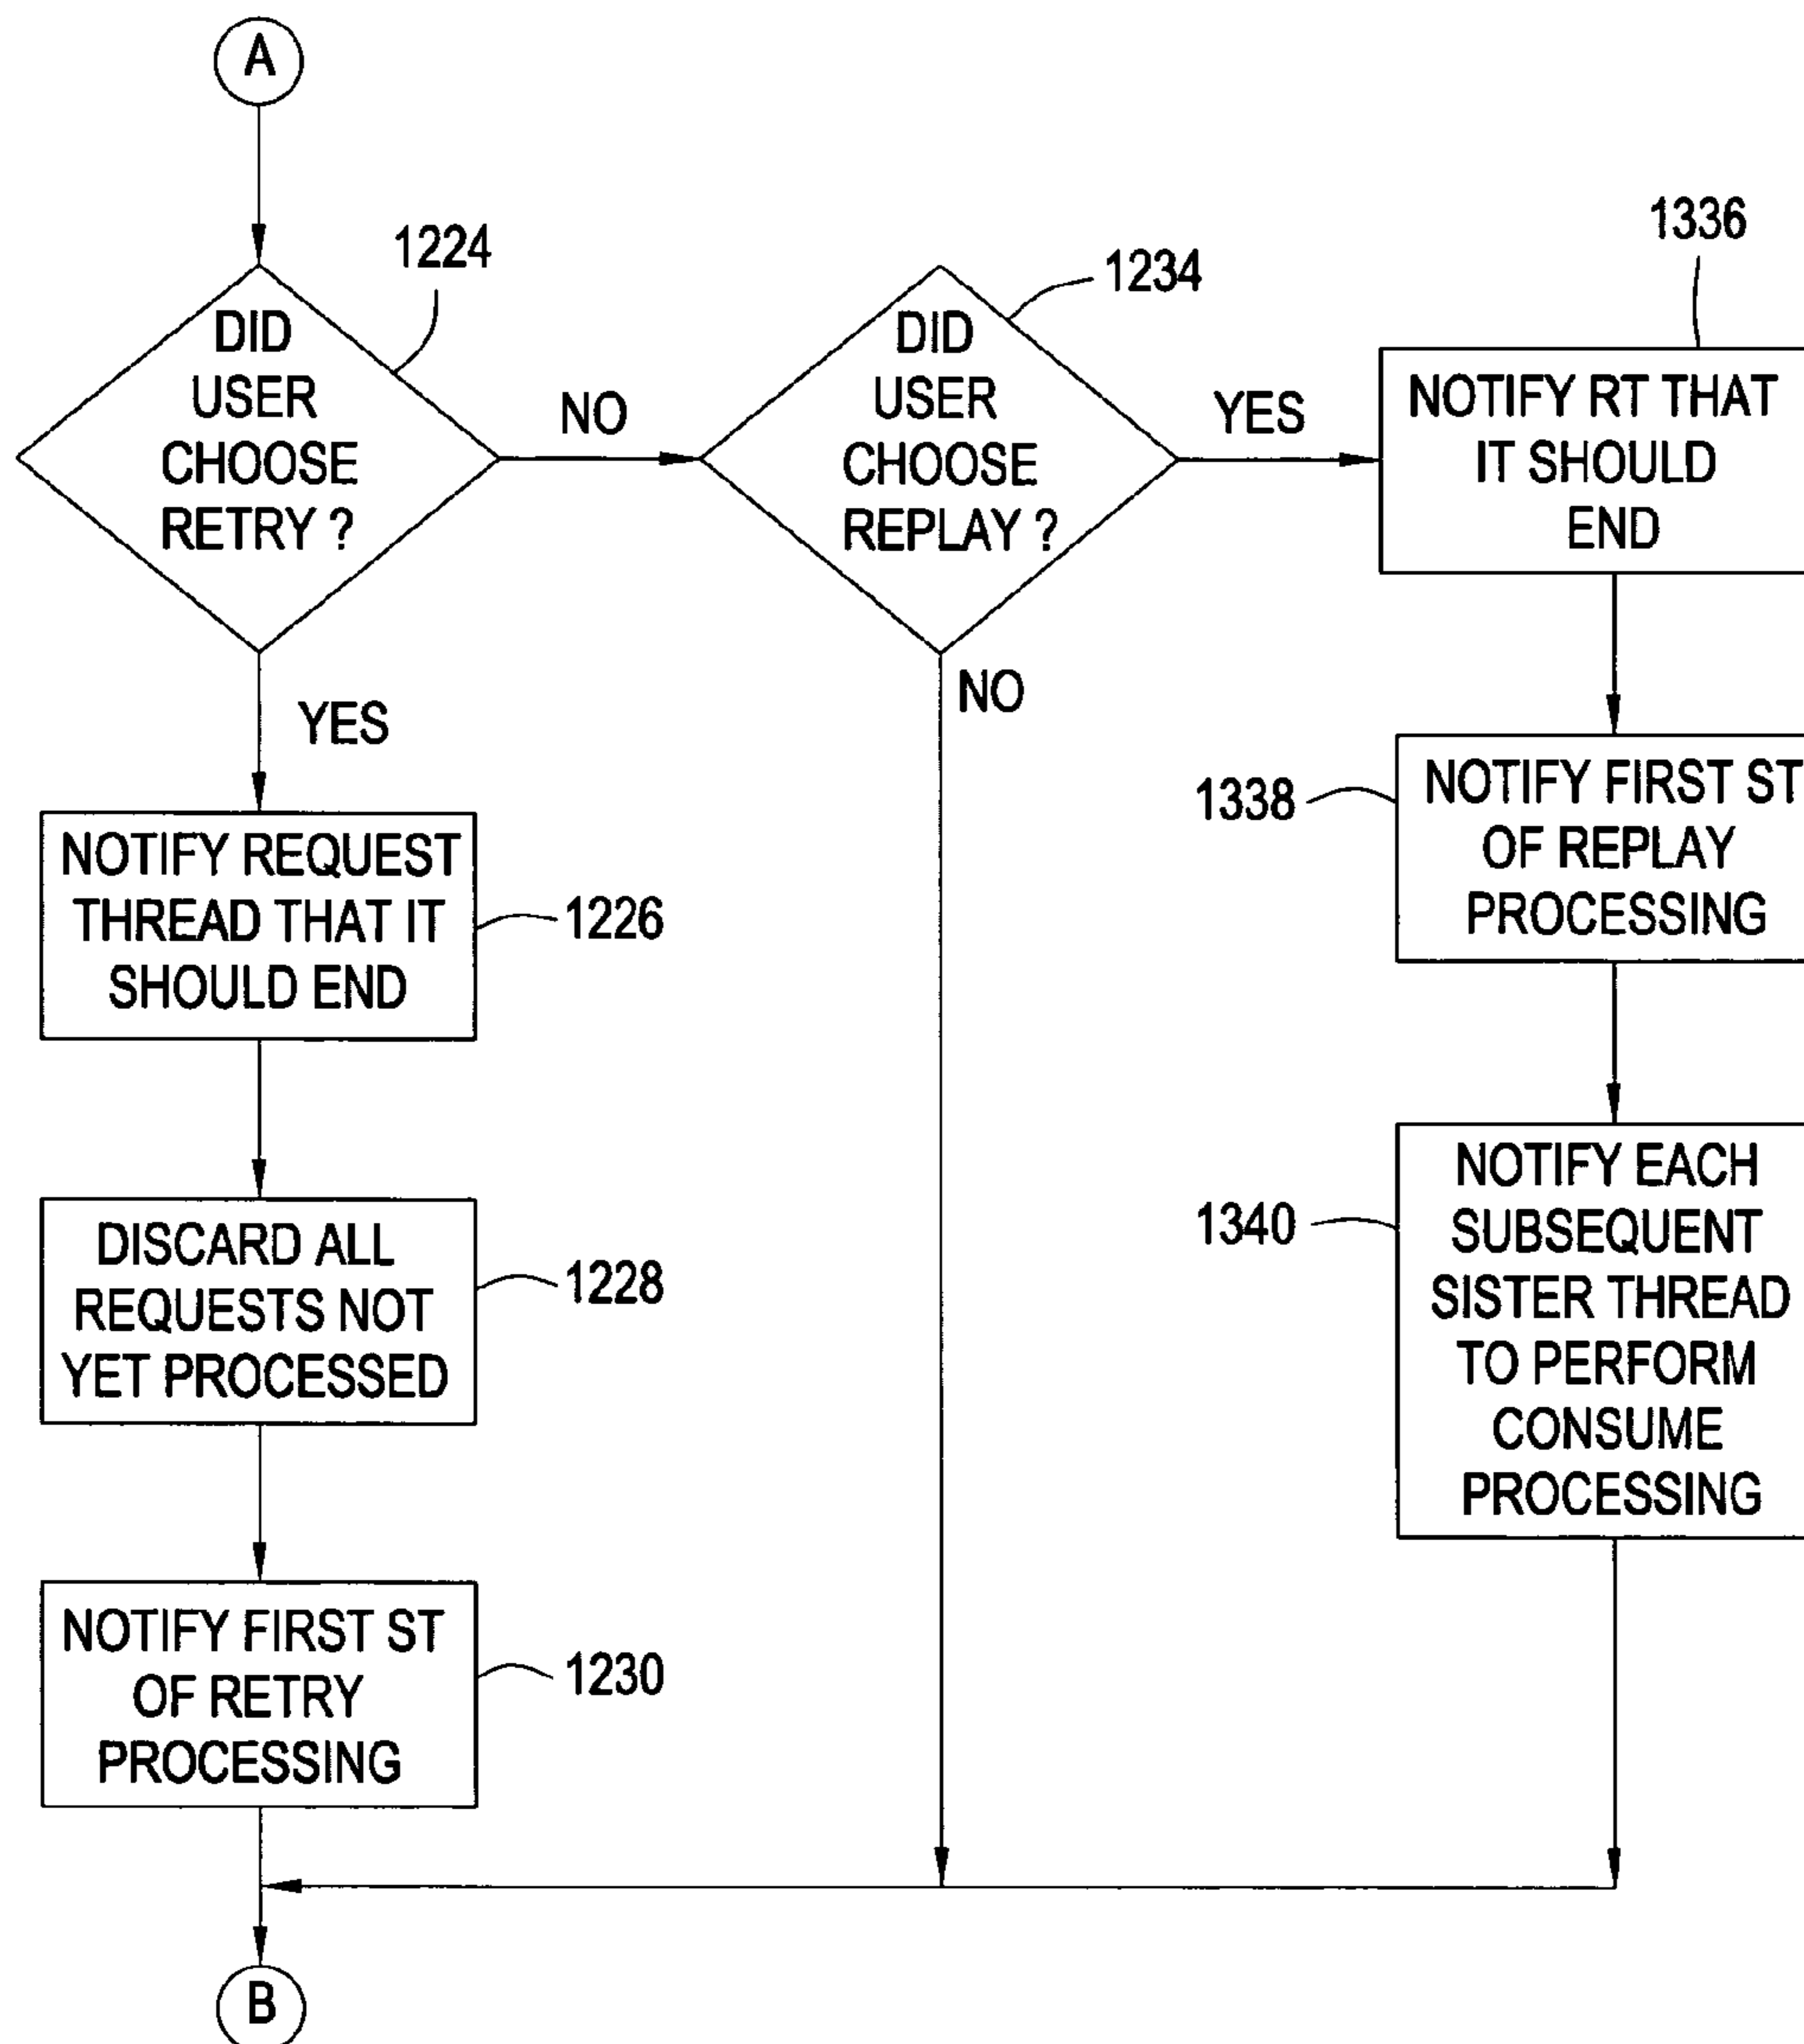 A
1224
DID
USER
CHOOSE
RETRY ?
NO
1234
DID
USER
CHOOSE
REPLAY ?
YES
1336
NOTIFY RT THAT
IT SHOULD
END
YES
NOTIFY REQUEST
THREAD THAT IT
SHOULD END
1226
NO
1338
NOTIFY FIRST ST
OF REPLAY
PROCESSING
DISCARD ALL
REQUESTS NOT
YET PROCESSED
1228
1340
NOTIFY EACH
SUBSEQUENT
SISTER THREAD
TO PERFORM
CONSUME
PROCESSING
NOTIFY FIRST ST
OF RETRY
PROCESSING
1230
B